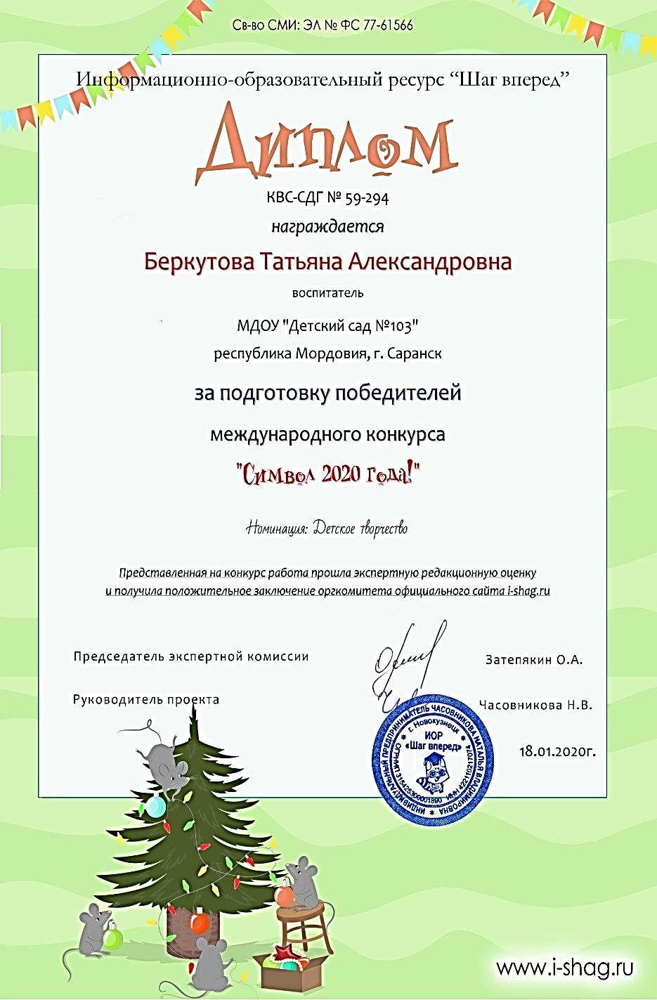 Св-во СМИ: ЭЛ № ФС 77-61566
Информационно-образовательный ресурс “Шаг вперед”
Диплом
КВС-СДГ № 59-294
награждается
Беркутова Татьяна Александровна
воспитатель
МДОУ "Детский сад №103"
республика Мордовия, г. Саранск
за подготовку победителей
международного конкурса
"Символ 2020 года!"
Номинация: Детское творчество
Представленная на конкурс работа прошла экспертную редакционную оценку
и получила положительное заключение оргкомитета официального сайта i-shag.ru
Председатель экспертной комиссии
Затепякин О.А.
Руководитель проекта
Часовникова Н.В.
18.01.2020г.
ИНДИВИДУАЛЬНЫЙ ПРЕДПРИНИМАТЕЛЬ ЧАСОВНИКОВА НАТАЛЬЯ ВЛАДИМИРОВНА
г. Новокузнецк
ИОР
«Шаг вперед»
www.i-shag.ru